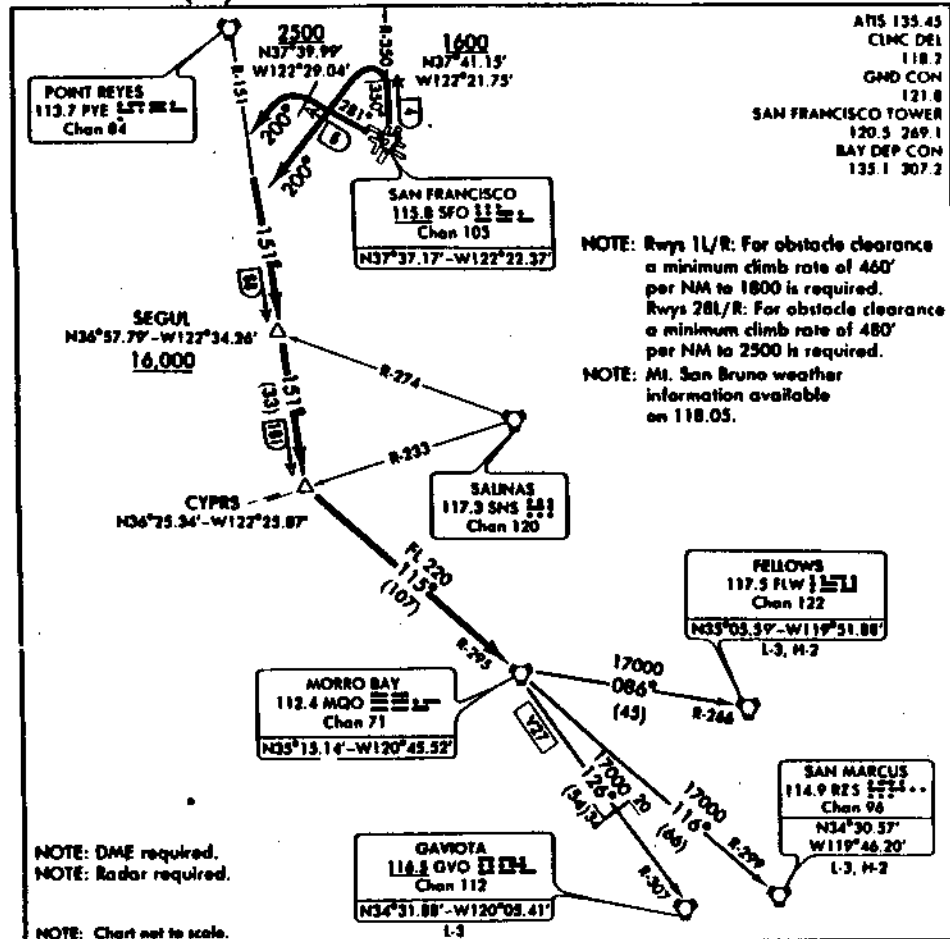 2500
N37°39.99'
W122°29.04'
R-350
1600
N37°41.15'
W122°21.75'
ATIS 135.45
CLNC DEL
118.2
GND CON
121.8
SAN FRANCISCO TOWER
120.5 269.1
BAY DEP CON
135.1 307.2
POINT REYES
113.7 PYE
Chan 84
R-151
350°
4
281°
6
200°
200°
SAN FRANCISCO
115.8 SFO
Chan 105
N37°37.17'-W122°22.37'
NOTE: Rwys 1L/R: For obstacle clearance
a minimum climb rate of 460'
per NM to 1800 is required.
Rwys 28L/R: For obstacle clearance
a minimum climb rate of 480'
per NM to 2500 is required.
NOTE: Mt. San Bruno weather
information available
on 118.05.
151°
SEGUL
N36°57.79'-W122°34.26'
16,000
R-274
151°
(33)
101
R-233
SALINAS
117.3 SNS
Chan 120
CYPRS
N36°25.34'-W122°25.87'
FL 220
115°
(107)
R-295
FELLOWS
117.5 FLW
Chan 122
N35°05.59'-W119°51.88'
L-3, H-2
17000
086°
(45)
R-266
MORRO BAY
112.4 MQO
Chan 71
N35°15.14'-W120°45.52'
V27
17000
126°
(54)
34
20
17000
116°
(66)
R-299
R-307
SAN MARCUS
114.9 RZS
Chan 96
N34°30.57'
W119°46.20'
L-3, H-2
GAVIOTA
116.5 GVO
Chan 112
N34°31.88'-W120°05.41'
L-3
NOTE: DME required.
NOTE: Radar required.
NOTE: Chart not to scale.